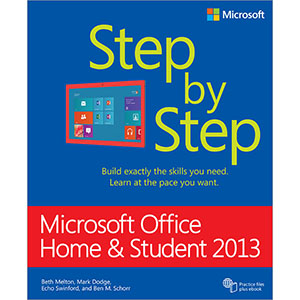 Microsoft
Step
by
Step
Build exactly the skills you need.
Learn at the pace you want.
Microsoft Office
Home & Student 2013
Beth Melton, Mark Dodge,
Echo Swinford, and Ben M. Schorr
Practice files
plus ebook